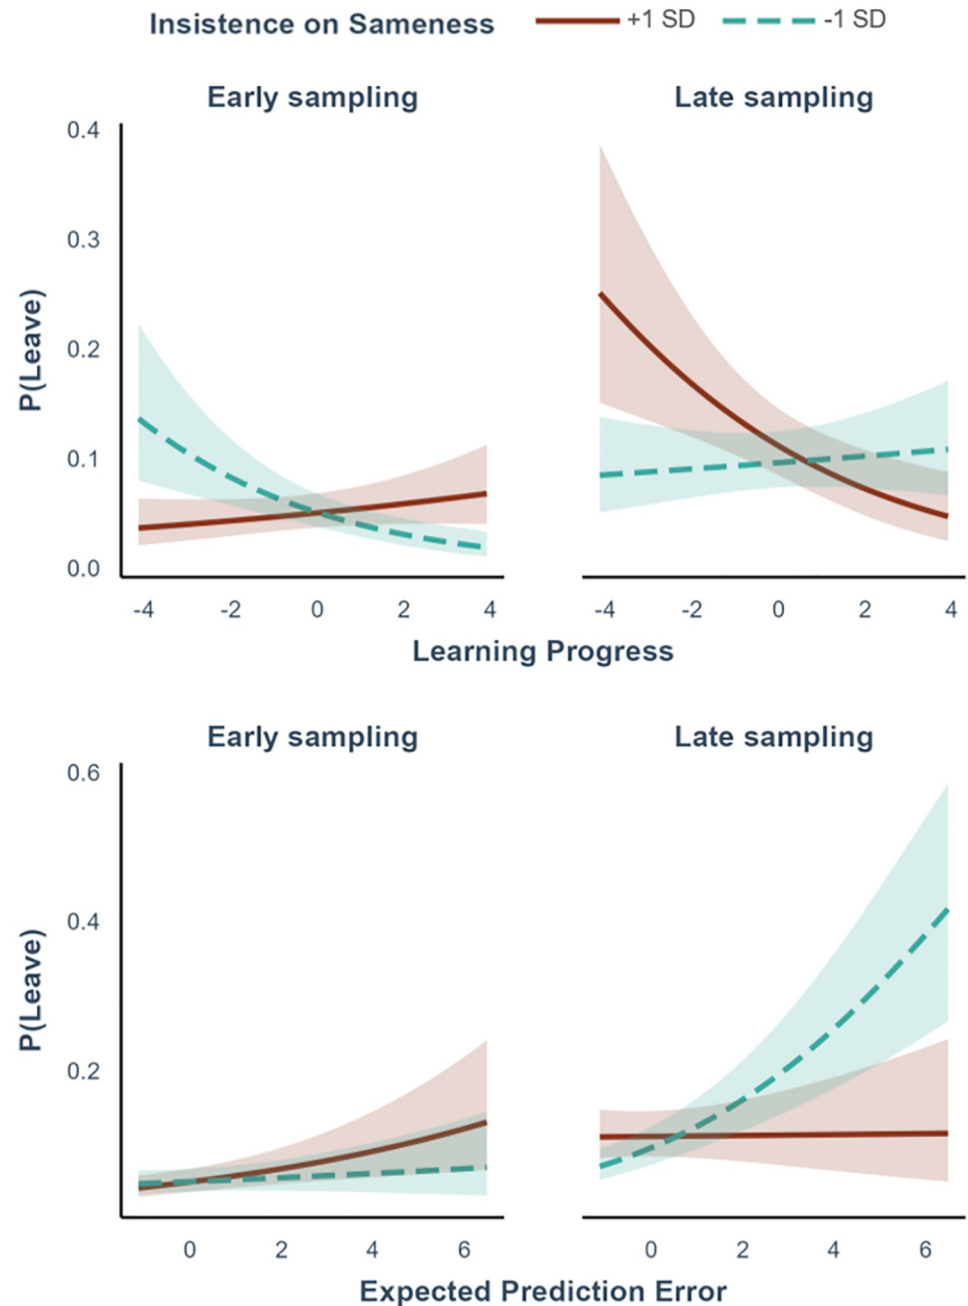 Insistence on Sameness +1 SD -1 SD
Early sampling Late sampling
0.4
0.3
0.2
0.1
0.0
P(Leave)
-4 -2 0 2 4 -4 -2 0 2 4
Learning Progress
Early sampling Late sampling
0.6
0.4
0.2
P(Leave)
0 2 4 6 0 2 4 6
Expected Prediction Error